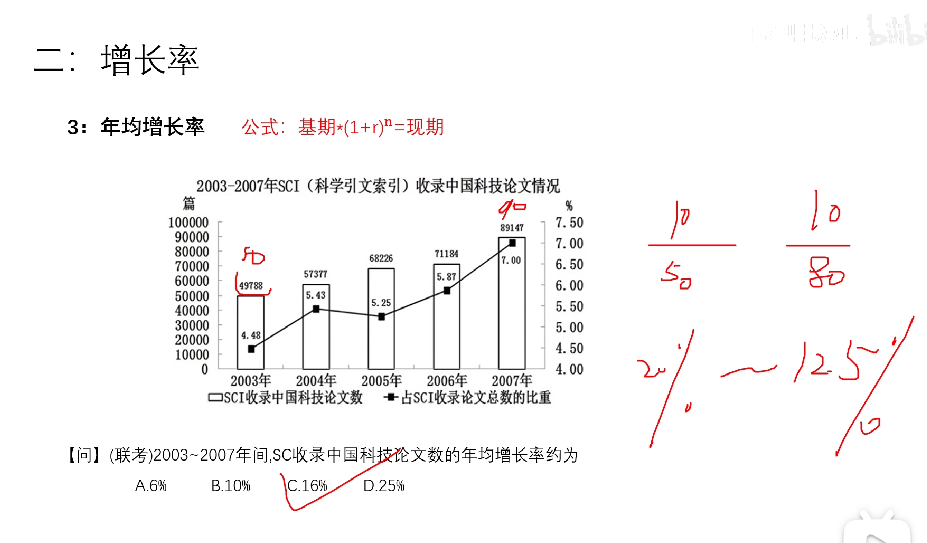 二：增长率
3：年均增长率 公式：基期*(1+r)ⁿ=现期
2003-2007年SCI（科学引文索引）收录中国科技论文情况
篇 %
90
100000 7.50
90000 89147 7.00
80000
70000 68226 71184 6.50
60000 57377 5.87 7.00 6.00
50 49788
50000 5.43 5.25 5.50
40000
30000 5.00
20000 4.48 4.50
10000
0 4.00
2003年 2004年 2005年 2006年 2007年
SCI收录中国科技论文数 占SCI收录论文总数的比重
10 10
50 80
20% ～ 12.5%
【问】(联考)2003~2007年间,SC收录中国科技论文数的年均增长率约为
A.6% B.10% C.16% D.25%